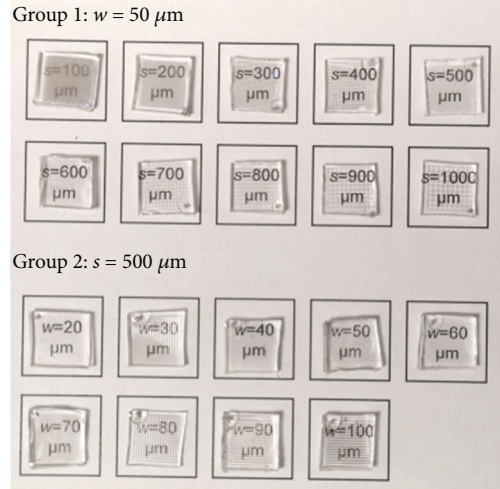 Group 1: w = 50 μm
s=100 μm
s=200 μm
s=300 μm
s=400 μm
s=500 μm
s=600 μm
s=700 μm
s=800 μm
s=900 μm
s=1000 μm
Group 2: s = 500 μm
w=20 μm
w=30 μm
w=40 μm
w=50 μm
w=60 μm
w=70 μm
w=80 μm
w=90 μm
w=100 μm